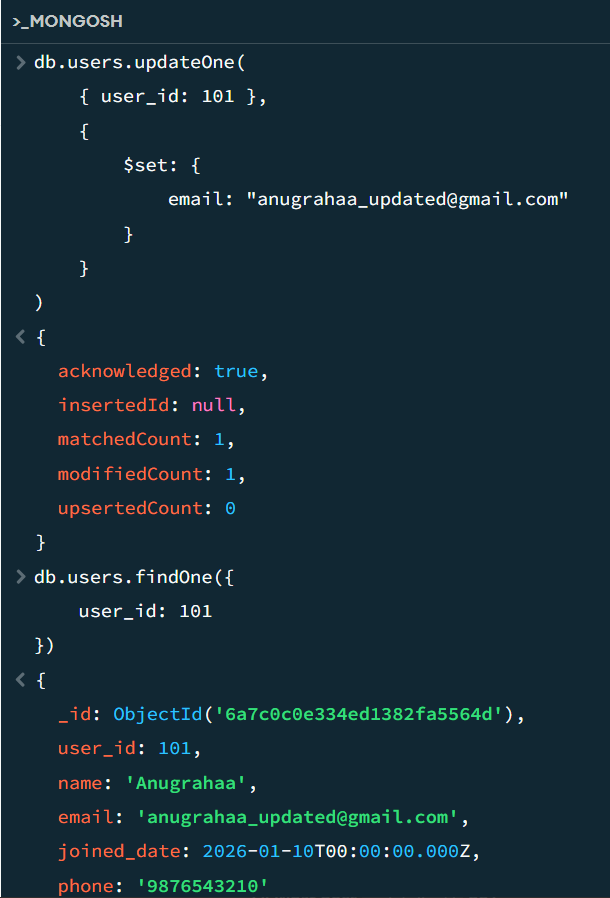 >_MONGOSH
> db.users.updateOne(
{ user_id: 101 },
{
$set: {
email: "anugrahaa_updated@gmail.com"
}
}
)
< {
acknowledged: true,
insertedId: null,
matchedCount: 1,
modifiedCount: 1,
upsertedCount: 0
}
> db.users.findOne({
user_id: 101
})
< {
_id: ObjectId('6a7c0c0e334ed1382fa5564d'),
user_id: 101,
name: 'Anugrahaa',
email: 'anugrahaa_updated@gmail.com',
joined_date: 2026-01-10T00:00:00.000Z,
phone: '9876543210'